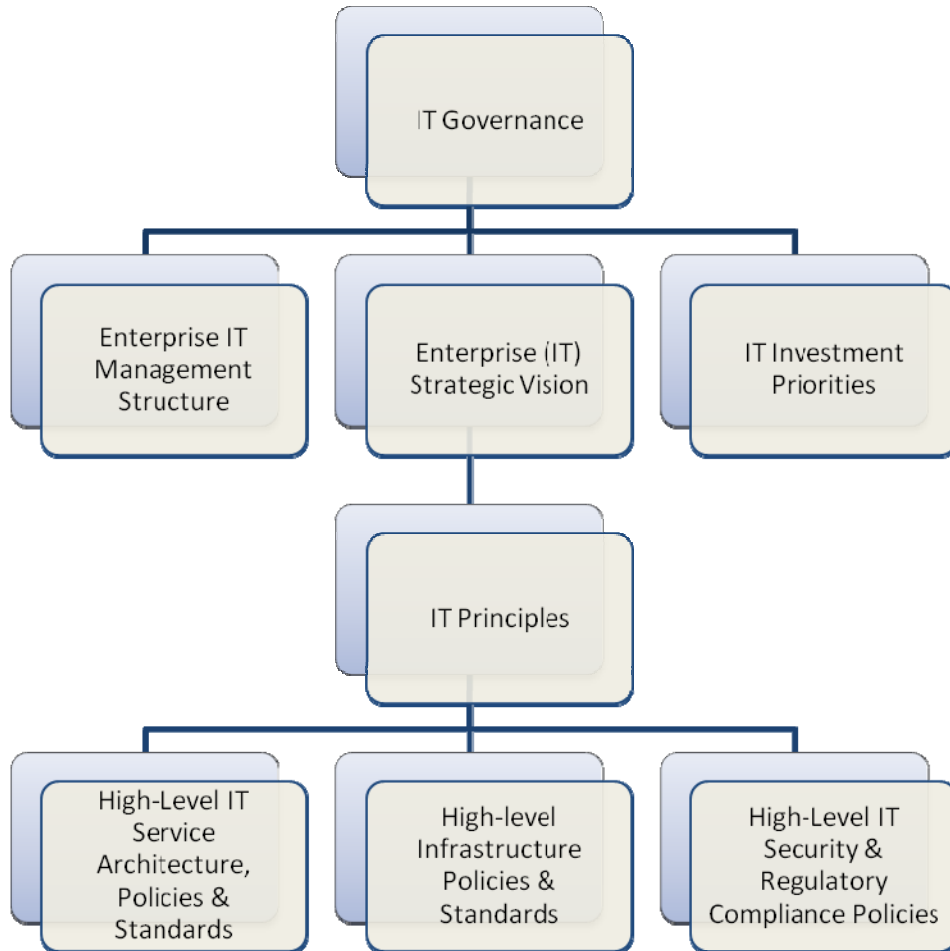 IT Governance
Enterprise IT
Management
Structure
Enterprise (IT)
Strategic Vision
IT Investment
Priorities
IT Principles
High-Level IT
Service
Architecture,
Policies &
Standards
High-level
Infrastructure
Policies &
Standards
High-Level IT
Security &
Regulatory
Compliance Policies